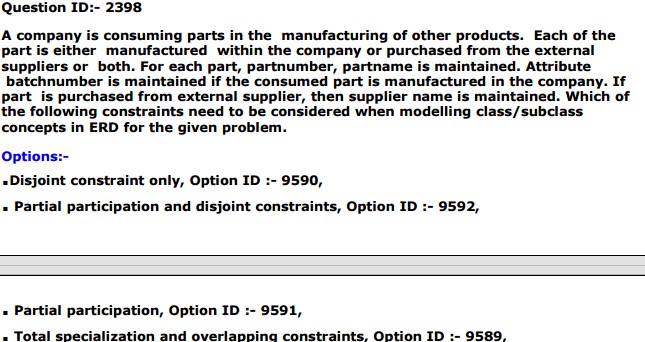 Question ID:- 2398
A company is consuming parts in the manufacturing of other products. Each of the
part is either manufactured within the company or purchased from the external
suppliers or both. For each part, partnumber, partname is maintained. Attribute
batchnumber is maintained if the consumed part is manufactured in the company. If
part is purchased from external supplier, then supplier name is maintained. Which of
the following constraints need to be considered when modelling class/subclass
concepts in ERD for the given problem.
Options:-
.Disjoint constraint only, Option ID :- 9590,
. Partial participation and disjoint constraints, Option ID :- 9592,
. Partial participation, Option ID :- 9591,
. Total specialization and overlapping constraints, Option ID :- 9589,